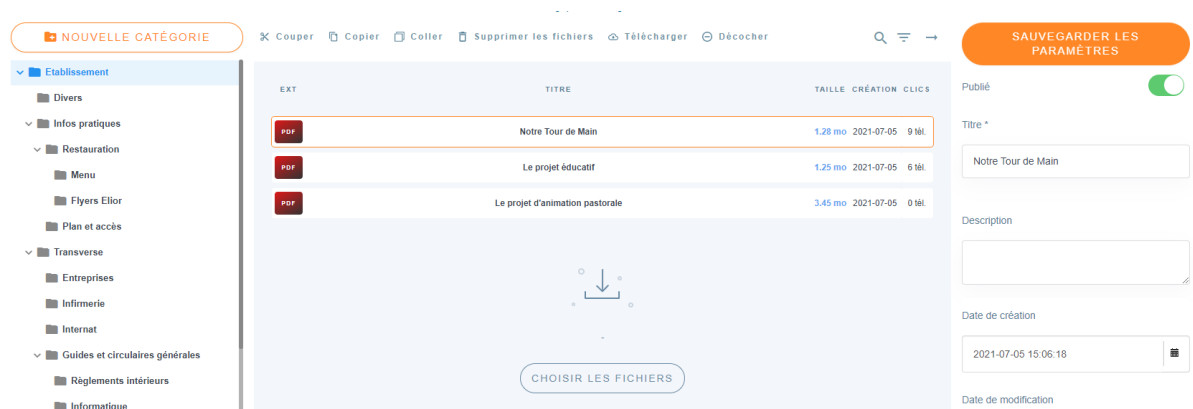 NOUVELLE CATÉGORIE
Couper Copier Coller Supprimer les fichiers Télécharger Décocher
SAUVEGARDER LES
PARAMÈTRES
Etablissement
Divers
Infos pratiques
Restauration
Menu
Flyers Elior
Plan et accès
Transverse
Entreprises
Infirmerie
Internat
Guides et circulaires générales
Règlements intérieurs
Informatique
EXT TITRE TAILLE CRÉATION CLICS
PDF Notre Tour de Main 1.28 mo 2021-07-05 9 tél.
PDF Le projet éducatif 1.25 mo 2021-07-05 6 tél.
PDF Le projet d'animation pastorale 3.45 mo 2021-07-05 0 tél.
-
CHOISIR LES FICHIERS
Publié
Titre *
Notre Tour de Main
Description
Date de création
2021-07-05 15:06:18
Date de modification